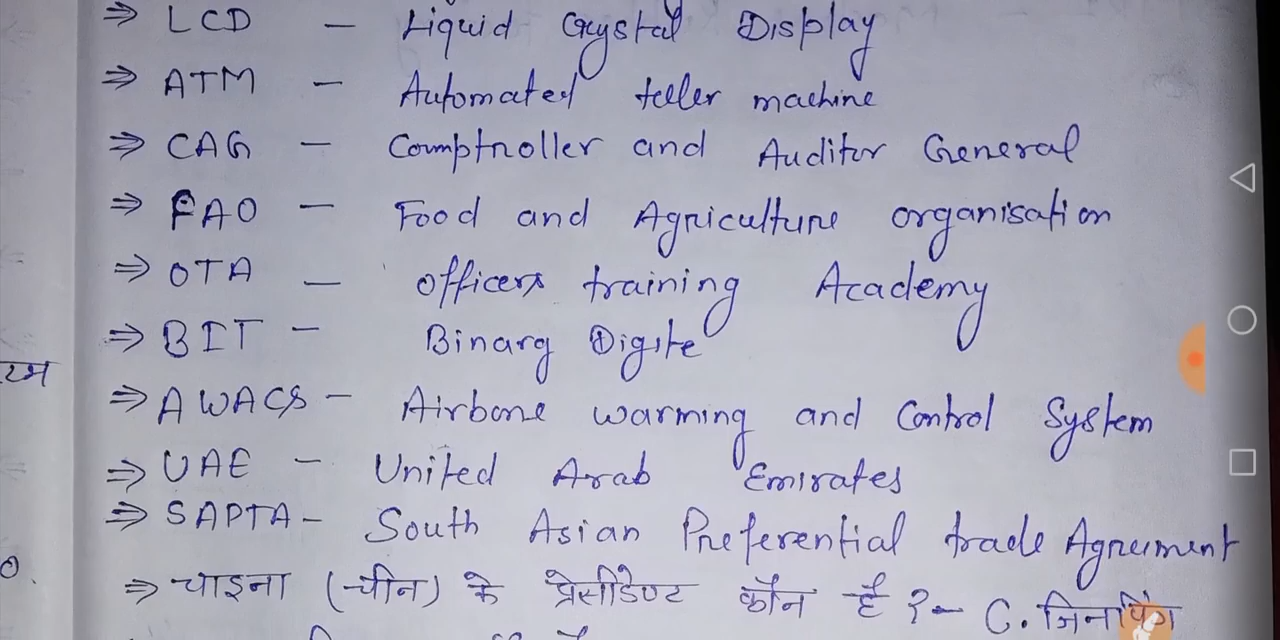 ⇒ LCD – Liquid Crystal Display
⇒ ATM – Automated teller machine
⇒ CAG – Comptroller and Auditor General
⇒ FAO – Food and Agriculture organisation
⇒ OTA – officers training Academy
⇒ BIT – Binary Digite
⇒ AWACS – Airbone warming and Control System
⇒ UAE – United Arab Emirates
⇒ SAPTA – South Asian Preferential trade Agreement
⇒ चाइना (चीन) के प्रेसीडेण्ट कौन है ? – C. जिनपिंग